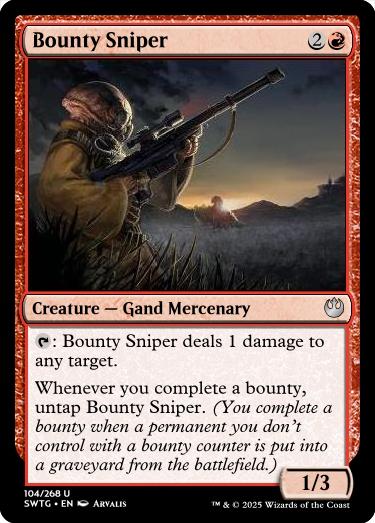 Bounty Sniper 2
Creature — Gand Mercenary
: Bounty Sniper deals 1 damage to
any target.
Whenever you complete a bounty,
untap Bounty Sniper. (You complete a
bounty when a permanent you don't
control with a bounty counter is put into
a graveyard from the battlefield.)
1/3
104/268 U
SWTG • EN Arvalis
™ & © 2025 Wizards of the Coast